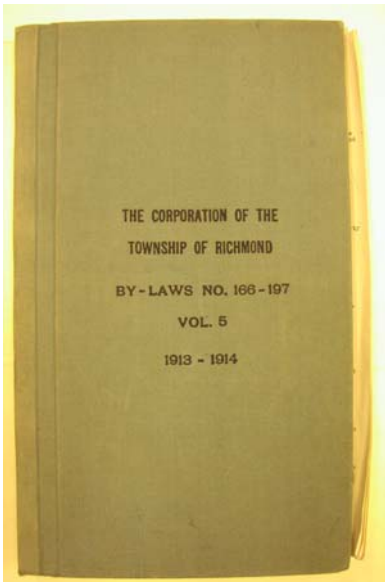 THE CORPORATION OF THE
TOWNSHIP OF RICHMOND
BY-LAWS NO. 166-197
VOL. 5
1913 - 1914